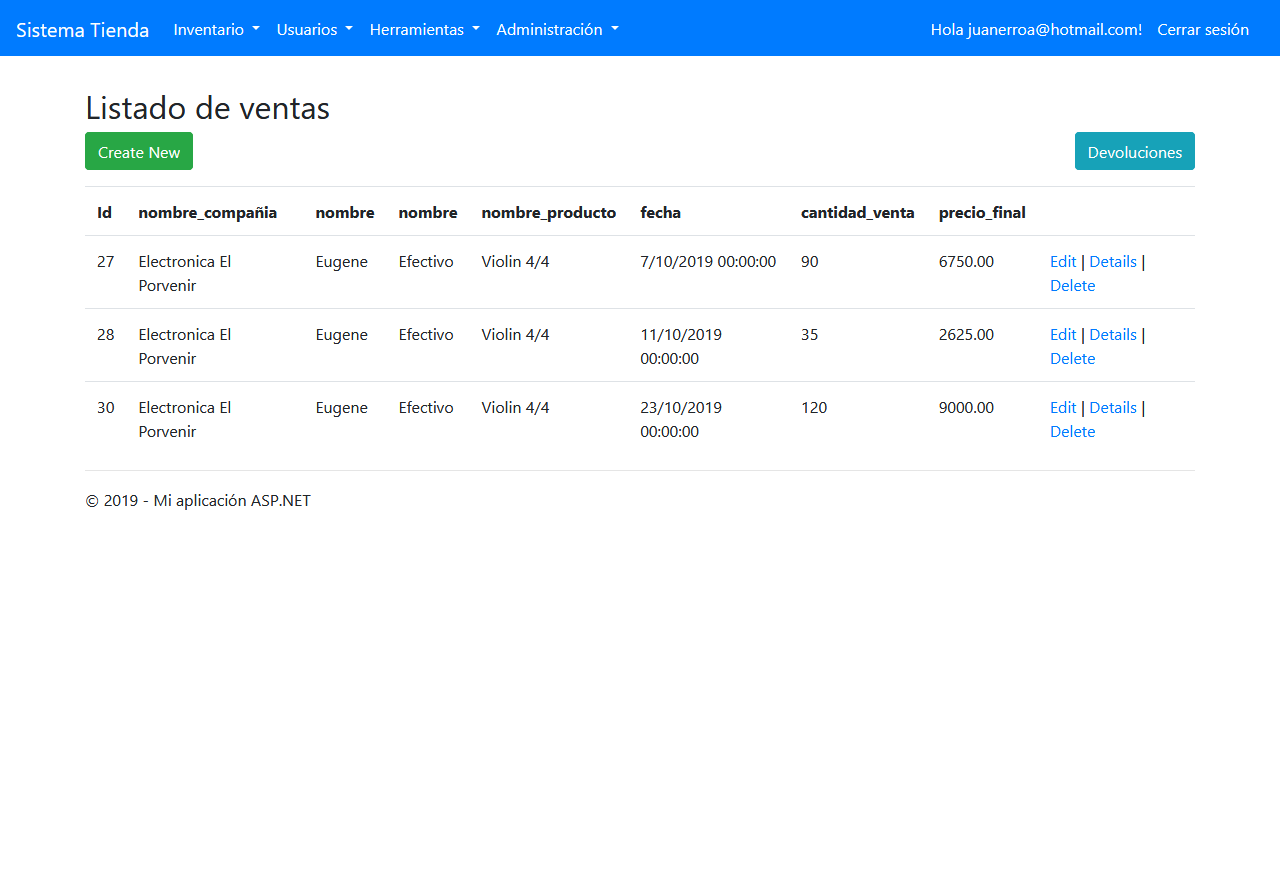 Sistema Tienda Inventario Usuarios Herramientas Administración Hola juanerroa@hotmail.com! Cerrar sesión
Listado de ventas
Create New Devoluciones
Id nombre_compañia nombre nombre nombre_producto fecha cantidad_venta precio_final
27 Electronica El Eugene Efectivo Violin 4/4 7/10/2019 00:00:00 90 6750.00 Edit | Details |
Porvenir Delete
28 Electronica El Eugene Efectivo Violin 4/4 11/10/2019 35 2625.00 Edit | Details |
Porvenir 00:00:00 Delete
30 Electronica El Eugene Efectivo Violin 4/4 23/10/2019 120 9000.00 Edit | Details |
Porvenir 00:00:00 Delete
© 2019 - Mi aplicación ASP.NET